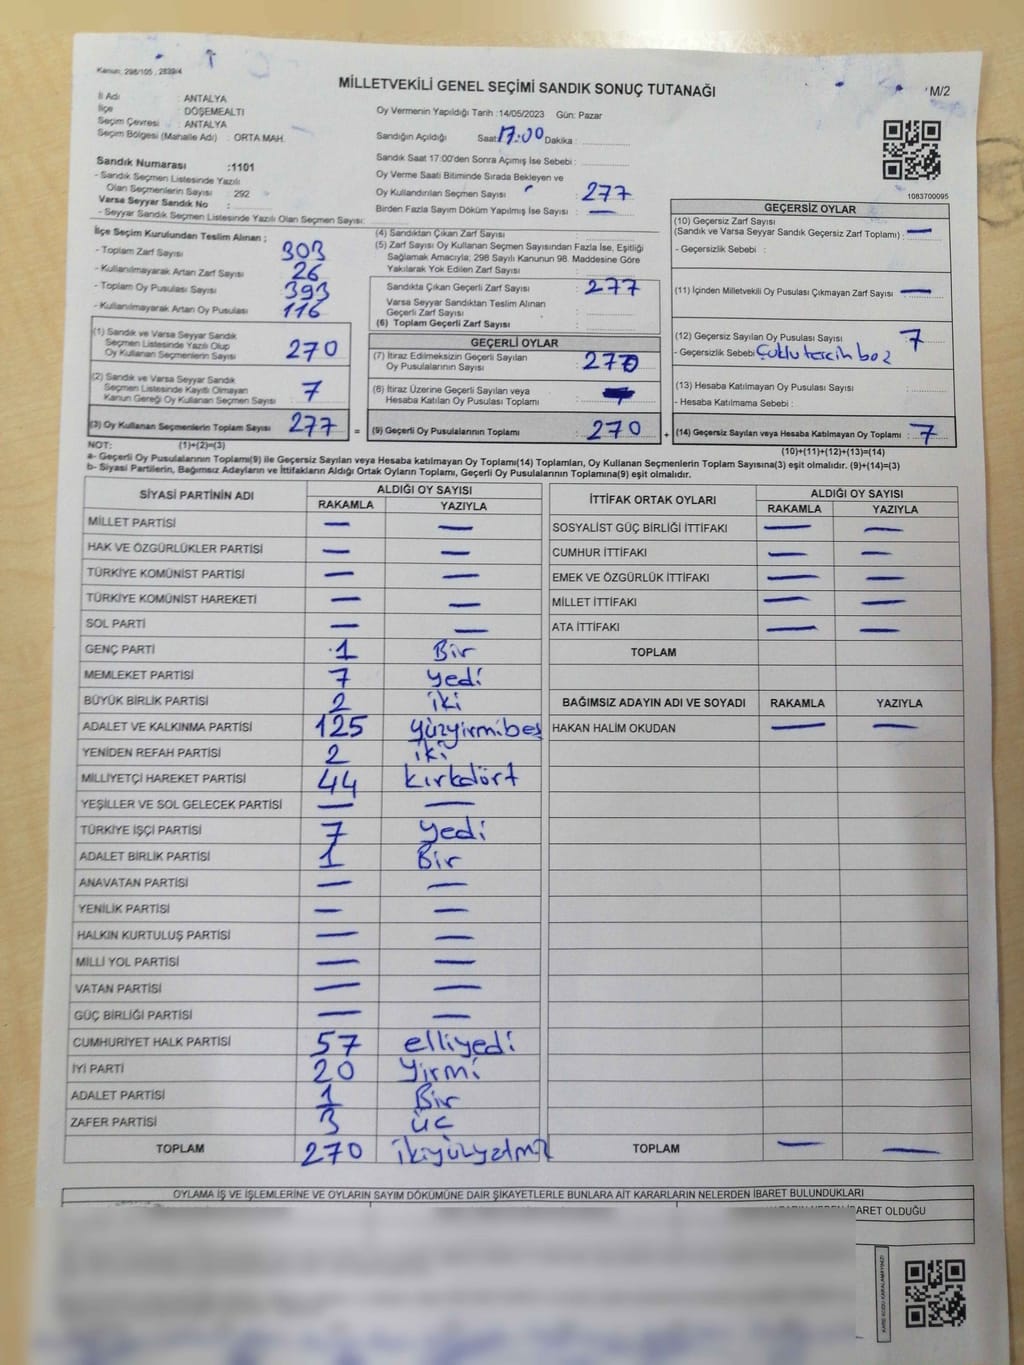 Kanun: 298/105 , 2839/4
MİLLETVEKİLİ GENEL SEÇİMİ SANDIK SONUÇ TUTANAĞI
M/2
İl Adı : ANTALYA
İlçe : DÖŞEMEALTI
Seçim Çevresi : ANTALYA
Seçim Bölgesi (Mahalle Adı) : ORTA MAH.
Oy Vermenin Yapıldığı Tarih :14/05/2023 Gün: Pazar
Sandığın Açıldığı Saat 17:00 Dakika :
Sandık Saat 17:00'den Sonra Açımış İse Sebebi :
Oy Verme Saati Bitiminde Sırada Bekleyen ve
Oy Kullandırılan Seçmen Sayısı : 277
Birden Fazla Sayım Döküm Yapılmış İse Sayısı : —
1083700095
Sandık Numarası :1101
- Sandık Seçmen Listesinde Yazılı
Olan Seçmenlerin Sayısı : 292
Varsa Seyyar Sandık No :
- Seyyar Sandık Seçmen Listesinde Yazılı Olan Seçmen Sayısı:
İlçe Seçim Kurulundan Teslim Alınan ;
- Toplam Zarf Sayısı : 303
- Kullanılmayarak Artan Zarf Sayısı : 26
- Toplam Oy Pusulası Sayısı : 393
- Kullanılmayarak Artan Oy Pusulası : 116
(1) Sandık ve Varsa Seyyar Sandık
Seçmen Listesinde Yazılı Olup
Oy Kullanan Seçmenlerin Sayısı : 270
(2) Sandık ve Varsa Seyyar Sandık
Seçmen Listesinde Kayıtlı Olmayan
Kanun Gereği Oy Kullanan Seçmen Sayısı : 7
(3) Oy Kullanan Seçmenlerin Toplam Sayısı : 277
(4) Sandıktan Çıkan Zarf Sayısı :
(5) Zarf Sayısı Oy Kullanan Seçmen Sayısından Fazla İse, Eşitliği
Sağlamak Amacıyla; 298 Sayılı Kanunun 98. Maddesine Göre
Yakılarak Yok Edilen Zarf Sayısı :
Sandıkta Çıkan Geçerli Zarf Sayısı : 277
Varsa Seyyar Sandıktan Teslim Alınan
Geçerli Zarf Sayısı :
(6) Toplam Geçerli Zarf Sayısı :
GEÇERLİ OYLAR
(7) İtiraz Edilmeksizin Geçerli Sayılan
Oy Pusulalarının Sayısı : 270
(8) İtiraz Üzerine Geçerli Sayılan veya
Hesaba Katılan Oy Pusulası Toplamı :
= (9) Geçerli Oy Pusulalarının Toplamı : 270
GEÇERSİZ OYLAR
(10) Geçersiz Zarf Sayısı
(Sandık ve Varsa Seyyar Sandık Geçersiz Zarf Toplamı) : —
- Geçersizlik Sebebi :
(11) İçinden Milletvekili Oy Pusulası Çıkmayan Zarf Sayısı : —
(12) Geçersiz Sayılan Oy Pusulası Sayısı : 7
- Geçersizlik Sebebi
(13) Hesaba Katılmayan Oy Pusulası Sayısı :
- Hesaba Katılmama Sebebi :
+ (14) Geçersiz Sayılan veya Hesaba Katılmayan Oy Toplamı : 7
NOT: (1)+(2)=(3)
(10)+(11)+(12)+(13)=(14)
a- Geçerli Oy Pusulalarının Toplamı(9) ile Geçersiz Sayılan veya Hesaba katılmayan Oy Toplamı(14) Toplamları, Oy Kullanan Seçmenlerin Toplam Sayısına(3) eşit olmalıdır. (9)+(14)=(3)
b- Siyasi Partilerin, Bağımsız Adayların ve İttifakların Aldığı Ortak Oyların Toplamı, Geçerli Oy Pusulalarının Toplamına(9) eşit olmalıdır.
SİYASİ PARTİNİN ADI ALDIĞI OY SAYISI
RAKAMLA YAZIYLA
MİLLET PARTİSİ — —
HAK VE ÖZGÜRLÜKLER PARTİSİ — —
TÜRKİYE KOMÜNİST PARTİSİ — —
TÜRKİYE KOMÜNİST HAREKETİ — —
SOL PARTİ — —
GENÇ PARTİ 1 Bir
MEMLEKET PARTİSİ 7 yedi
BÜYÜK BİRLİK PARTİSİ 2 iki
ADALET VE KALKINMA PARTİSİ 125 yüzyirmibeş
YENİDEN REFAH PARTİSİ 2 iki
MİLLİYETÇİ HAREKET PARTİSİ 44 kırkdört
YEŞİLLER VE SOL GELECEK PARTİSİ — —
TÜRKİYE İŞÇİ PARTİSİ 7 yedi
ADALET BİRLİK PARTİSİ 1 Bir
ANAVATAN PARTİSİ — —
YENİLİK PARTİSİ — —
HALKIN KURTULUŞ PARTİSİ — —
MİLLİ YOL PARTİSİ — —
VATAN PARTİSİ — —
GÜÇ BİRLİĞİ PARTİSİ — —
CUMHURİYET HALK PARTİSİ 57 elliyedi
İYİ PARTİ 20 yirmi
ADALET PARTİSİ 1 Bir
ZAFER PARTİSİ 3 üc
TOPLAM 270
İTTİFAK ORTAK OYLARI ALDIĞI OY SAYISI
RAKAMLA YAZIYLA
SOSYALİST GÜÇ BİRLİĞİ İTTİFAKI — —
CUMHUR İTTİFAKI — —
EMEK VE ÖZGÜRLÜK İTTİFAKI — —
MİLLET İTTİFAKI — —
ATA İTTİFAKI — —
TOPLAM
BAĞIMSIZ ADAYIN ADI VE SOYADI RAKAMLA YAZIYLA
HAKAN HALİM OKUDAN — —
TOPLAM — —
OYLAMA İŞ VE İŞLEMLERİNE VE OYLARIN SAYIM DÖKÜMÜNE DAİR ŞİKAYETLERLE BUNLARA AİT KARARLARIN NELERDEN İBARET BULUNDUKLARI
OLDUĞU